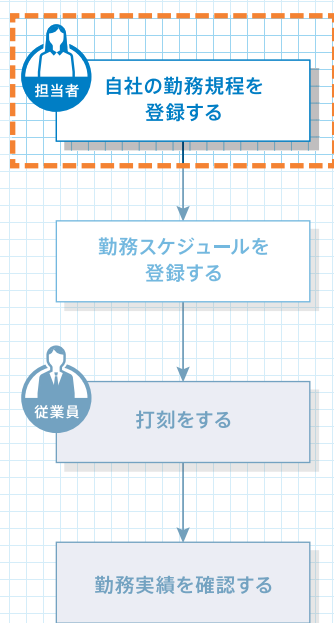 担当者
自社の勤務規程を
登録する
勤務スケジュールを
登録する
従業員
打刻をする
勤務実績を確認する